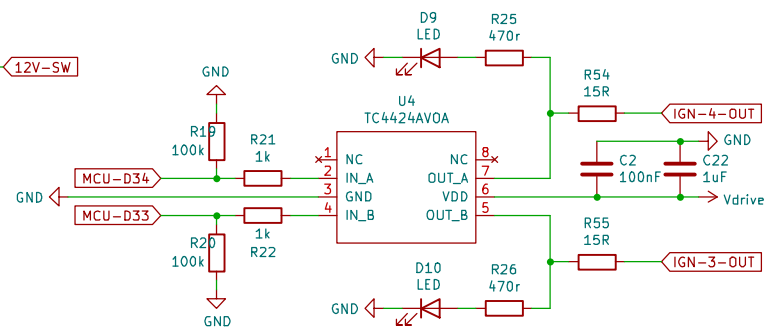 D9
LED
R25
470r
GND
12V-SW
GND
R54
15R
U4
TC4424AVOA
IGN-4-OUT
R19
100k
R21
1k
1
NC
NC
8
GND
C2
100nF
C22
1uF
MCU-D34
2
IN_A
OUT_A
7
GND
3
GND
VDD
6
Vdrive
MCU-D33
4
IN_B
OUT_B
5
R20
100k
1k
R22
R55
15R
IGN-3-OUT
D10
LED
R26
470r
GND
GND